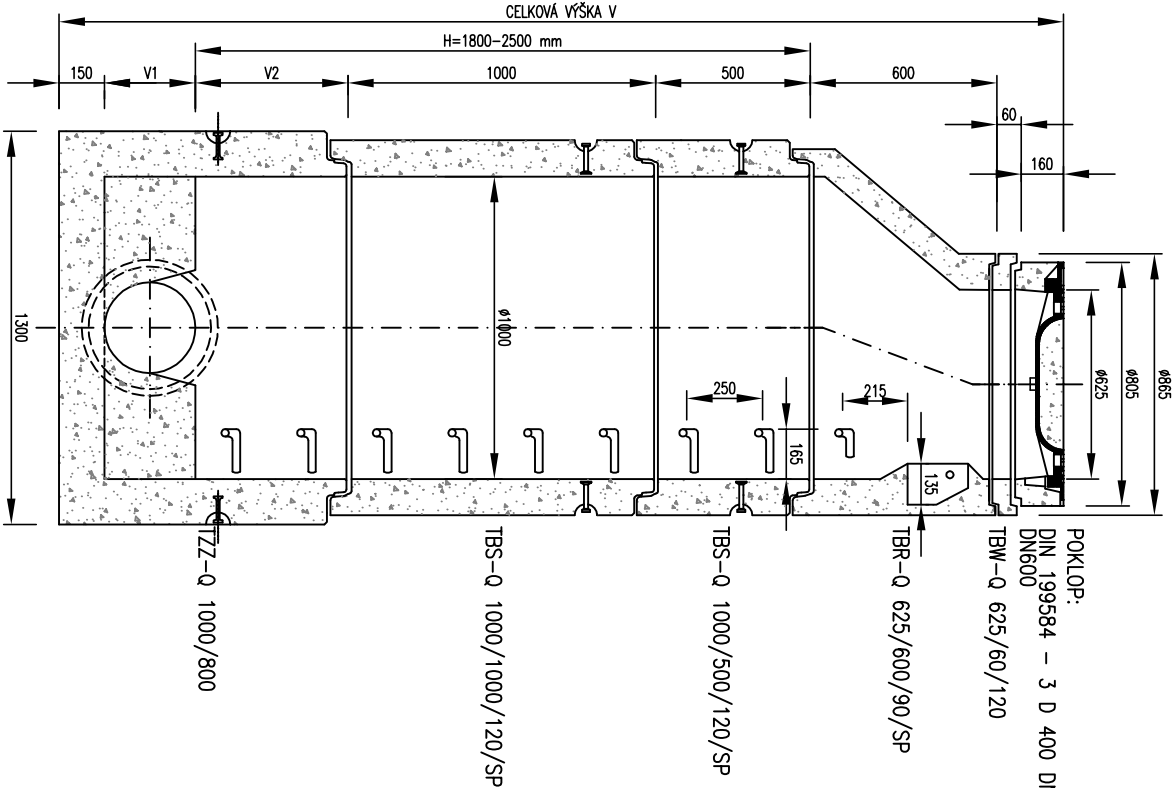 CELKOVÁ VÝŠKA V
H=1800-2500 mm
150
V1
V2
1000
500
600
60
160
1300
ø1000
250
165
215
135
ø625
ø805
ø865
POKLOP:
DIN 199584 - 3 D 400
DN600
TBW-Q 625/60/120
TBR-Q 625/600/90/SP
TBS-Q 1000/500/120/SP
TBS-Q 1000/1000/120/SP
TZZ-Q 1000/800